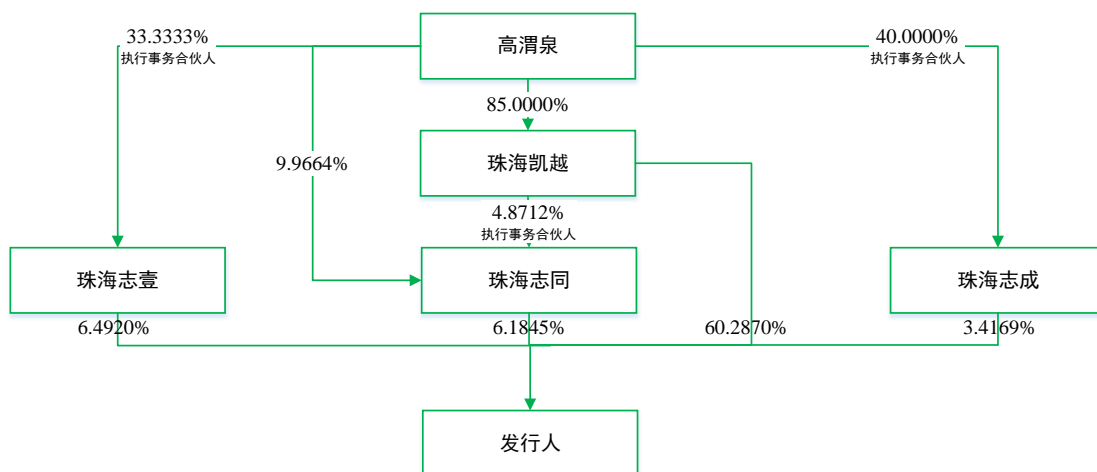 33.3333%
执行事务合伙人
高渭泉
40.0000%
执行事务合伙人
85.0000%
9.9664%
珠海凯越
4.8712%
执行事务合伙人
珠海志壹
珠海志同
珠海志成
6.4920%
6.1845%
60.2870%
3.4169%
发行人